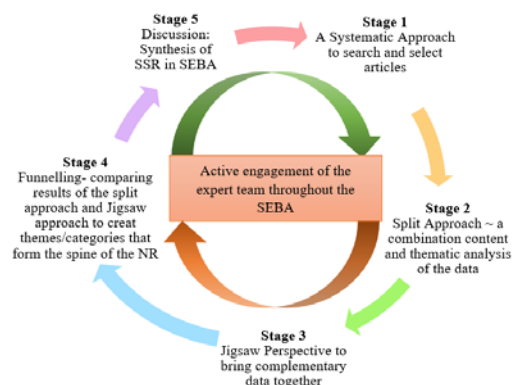 Stage 5
Discussion:
Synthesis of
SSR in SEBA
Stage 1
A Systematic Approach
to search and select
articles
Stage 4
Funnelling- comparing
results of the split
approach and Jigsaw
approach to creat
themes/categories that
form the spine of the NR
Active engagement of the
expert team throughout the
SEBA
Stage 2
Split Approach ~ a
combination content
and thematic analysis
of the data
Stage 3
Jigsaw Perspective to
bring complementary
data together